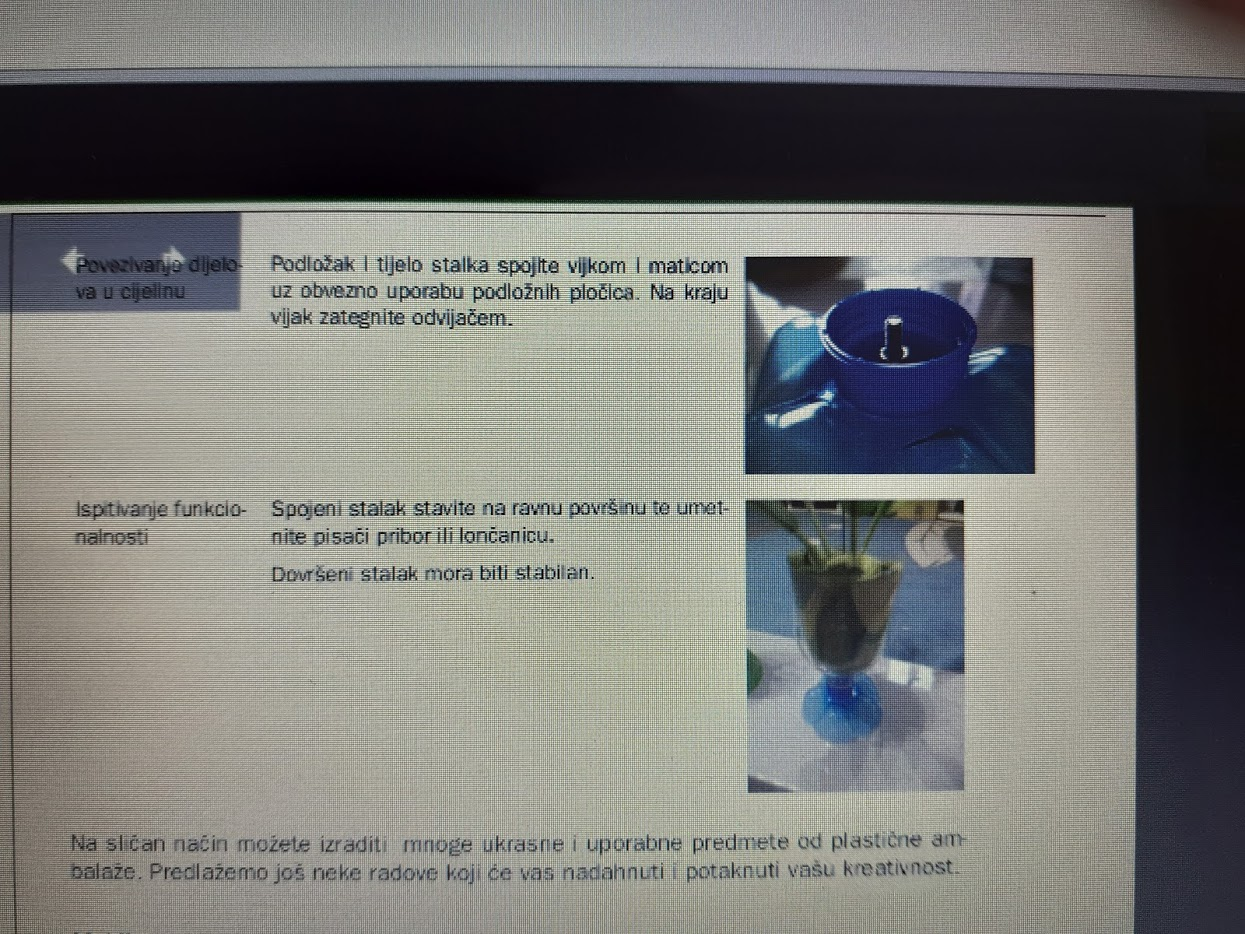 Povezivanje dijelo-
va u cijelinu
Podložak i tijelo stalka spojite vijkom i maticom
uz obvezno uporabu podložnih pločica. Na kraju
vijak zategnite odvijačem.
Ispitivanje funkcio-
nalnosti
Spojeni stalak stavite na ravnu površinu te umet-
nite pisaći pribor ili lončanicu.
Dovršeni stalak mora biti stabilan.
Na sličan način možete izraditi mnoge ukrasne i uporabne predmete od plastične am-
balaže. Predlažemo još neke radove koji će vas nadahnuti i potaknuti vašu kreativnost.